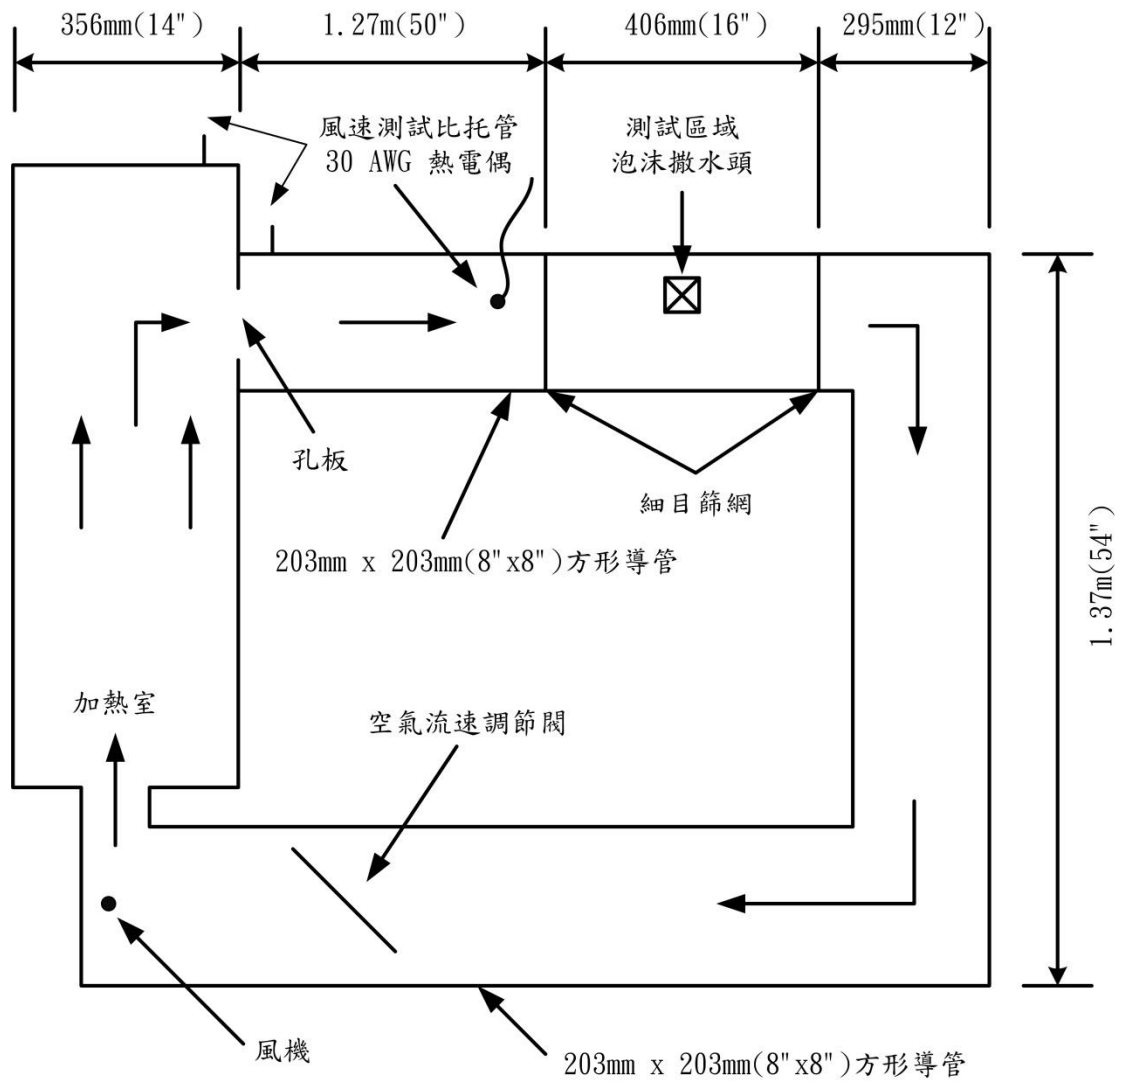 356mm(14")
1.27m(50")
406mm(16")
295mm(12")
風速測試比托管
30 AWG 熱電偶
測試區域
泡沫撒水頭
孔板
細目篩網
203mm x 203mm(8"x8")方形導管
1.37m(54")
加熱室
空氣流速調節閥
風機
203mm x 203mm(8"x8")方形導管